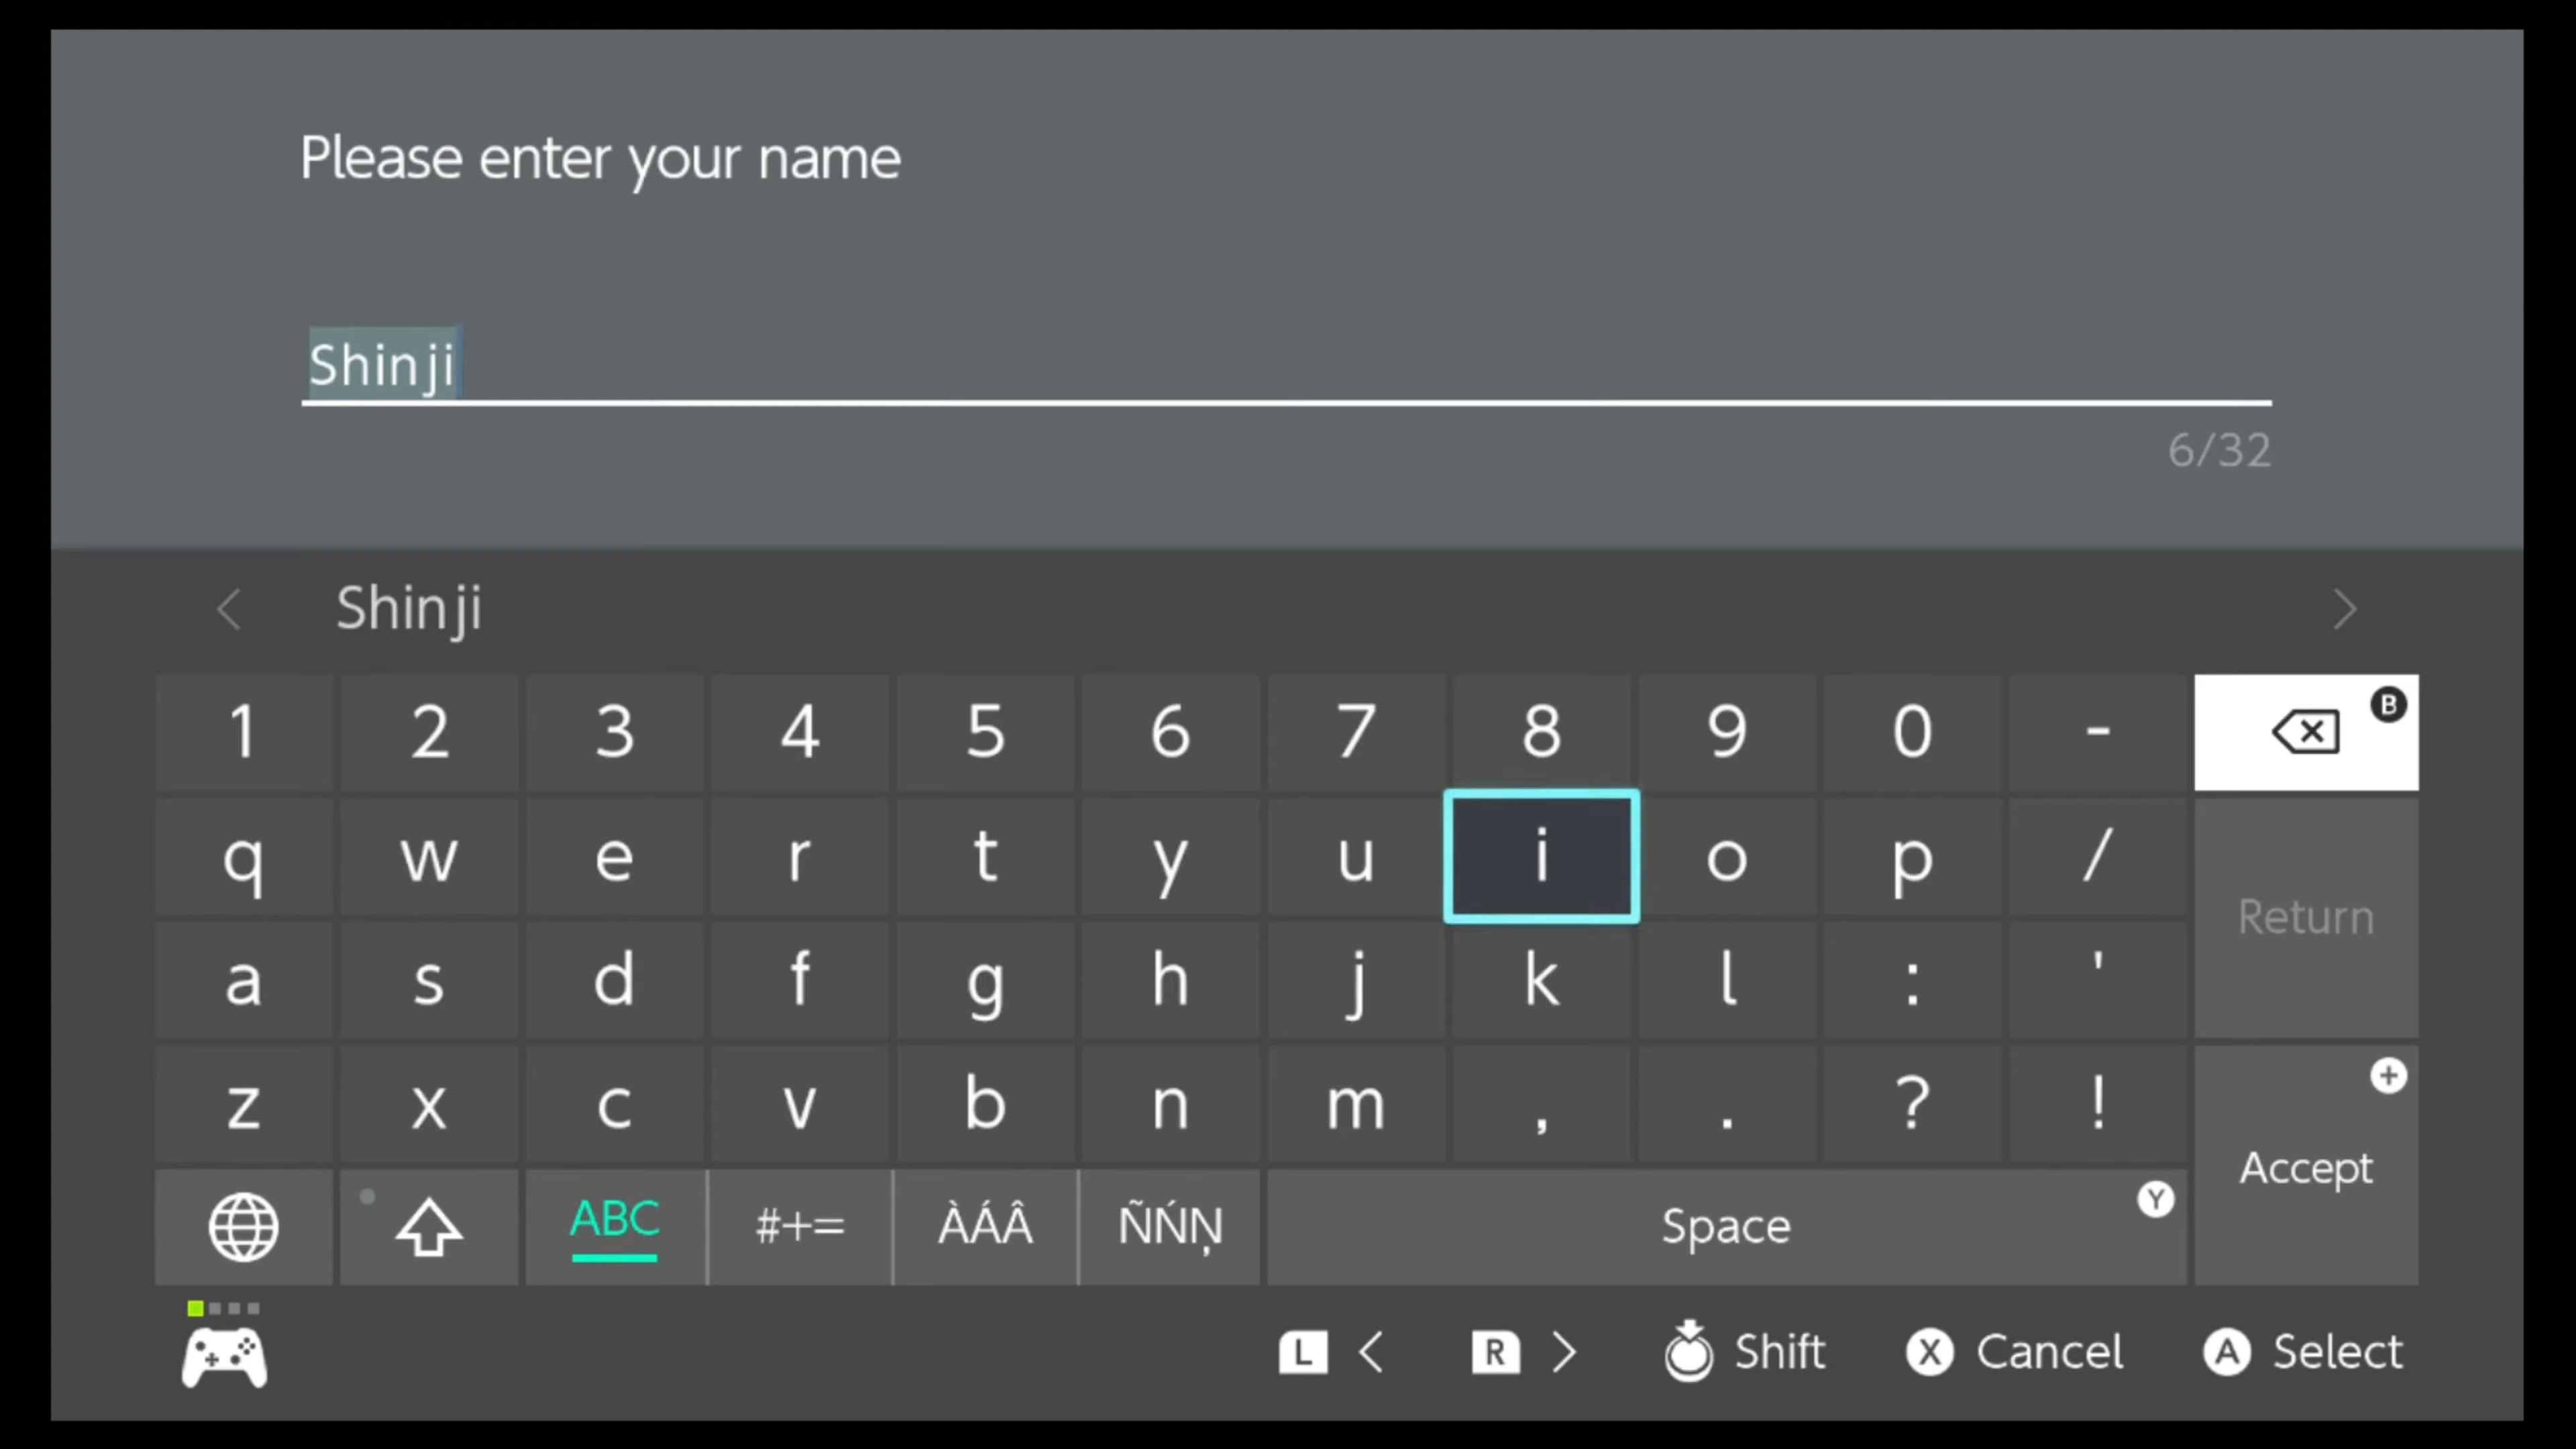 Please enter your name
Shinji
6/32
< Shinji >
1 2 3 4 5 6 7 8 9 0 - B
q w e r t y u i o p /
Return
a s d f g h j k l : '
z x c v b n m , . ? ! +
Accept
ABC #+= ÀÁÂ ÑŃŅ Space Y
L < R > Shift X Cancel A Select